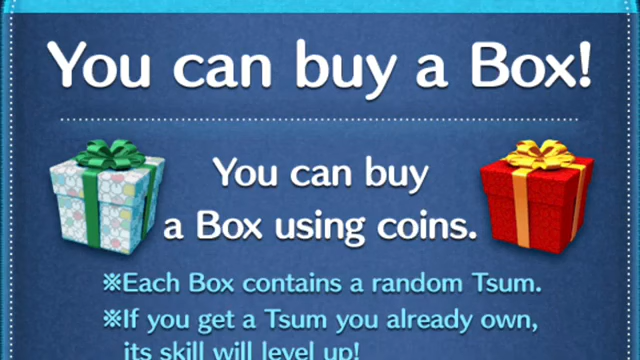 You can buy a Box!
You can buy
a Box using coins.
※Each Box contains a random Tsum.
※If you get a Tsum you already own,
its skill will level up!